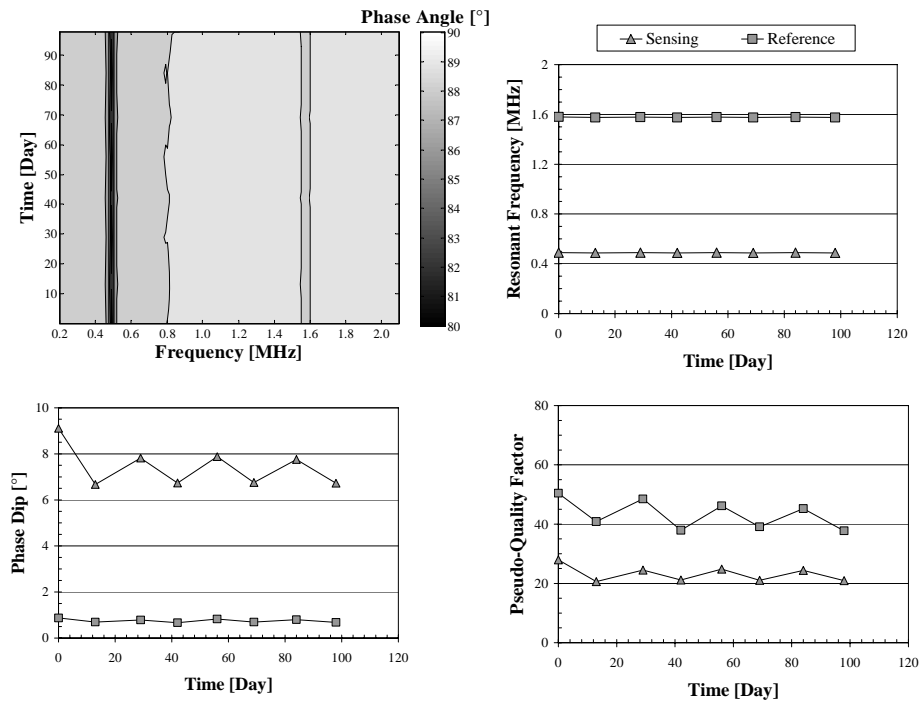 Phase Angle [°]
90
89
88
87
86
85
84
83
82
81
80
90
80
70
60
50
40
30
20
10
Time [Day]
0.2 0.4 0.6 0.8 1.0 1.2 1.4 1.6 1.8 2.0
Frequency [MHz]
Sensing Reference
2
1.6
1.2
0.8
0.4
0
Resonant Frequency [MHz]
0 20 40 60 80 100 120
Time [Day]
10
8
6
4
2
0
Phase Dip [°]
0 20 40 60 80 100 120
Time [Day]
80
60
40
20
0
Pseudo-Quality Factor
0 20 40 60 80 100 120
Time [Day]